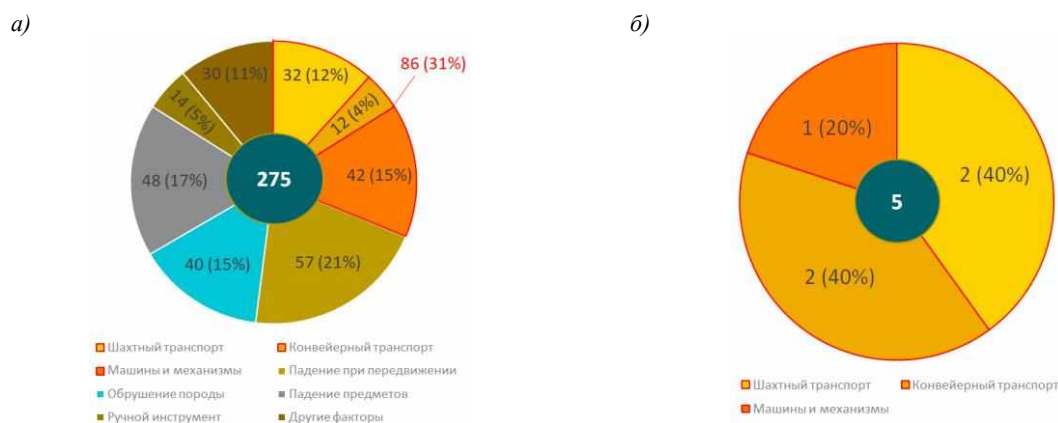 а)
б)
30 (11%)
32 (12%)
86 (31%)
14 (5%)
12 (4%)
48 (17%)
275
42 (15%)
40 (15%)
57 (21%)
Шахтный транспорт
Конвейерный транспорт
Машины и механизмы
Падение при передвижении
Обрушение породы
Падение предметов
Ручной инструмент
Другие факторы
1 (20%)
2 (40%)
5
2 (40%)
Шахтный транспорт
Конвейерный транспорт
Машины и механизмы